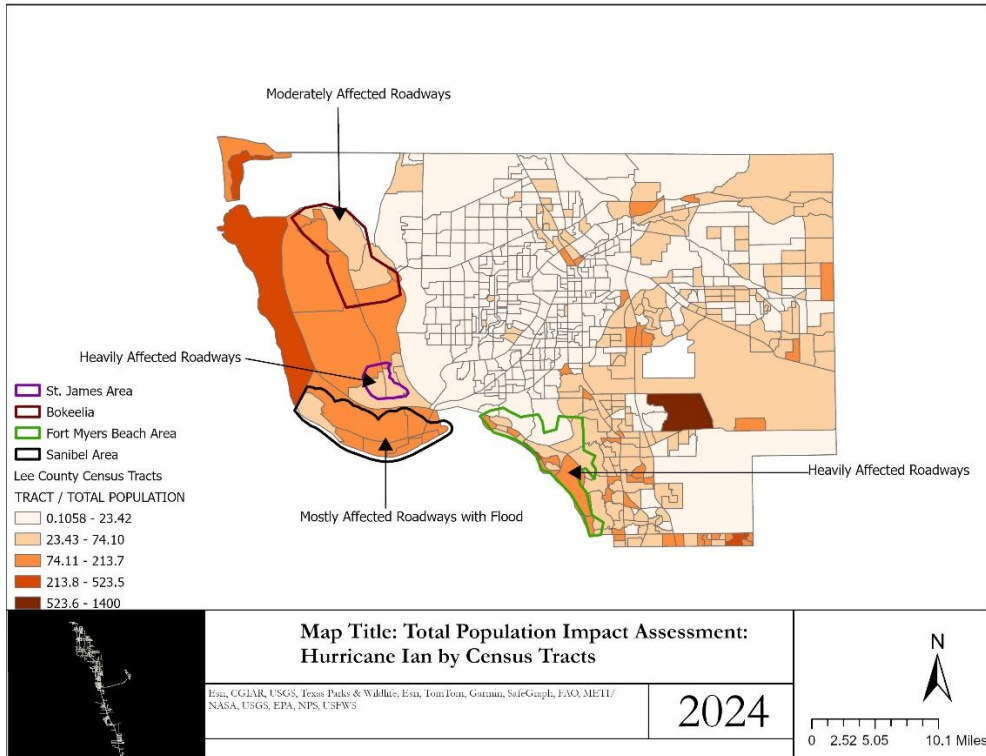 Moderately Affected Roadways
Heavily Affected Roadways
St. James Area
Bokeelia
Fort Myers Beach Area
Sanibel Area
Lee County Census Tracts
TRACT / TOTAL POPULATION
0.1058 - 23.42
23.43 - 74.10
74.11 - 213.7
213.8 - 523.5
523.6 - 1400
Heavily Affected Roadways
Mostly Affected Roadways with Flood
Map Title: Total Population Impact Assessment:
Hurricane Ian by Census Tracts
Esri, CGIAR, USGS, Texas Parks & Wildlife, Esri, TomTom, Garmin, SafeGraph, FAO, METI/
NASA, USGS, EPA, NPS, USFWS
2024
N
0 2.52 5.05 10.1 Miles